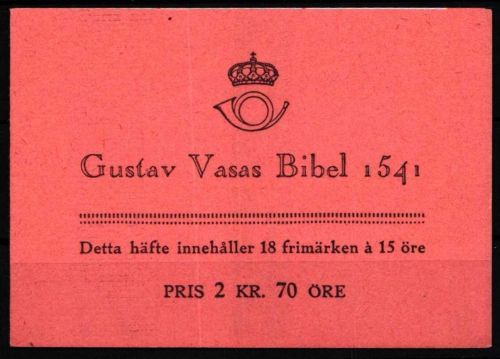 Gustav Vasas Bibel 1541
Detta häfte innehåller 18 frimärken à 15 öre
PRIS 2 KR. 70 ÖRE